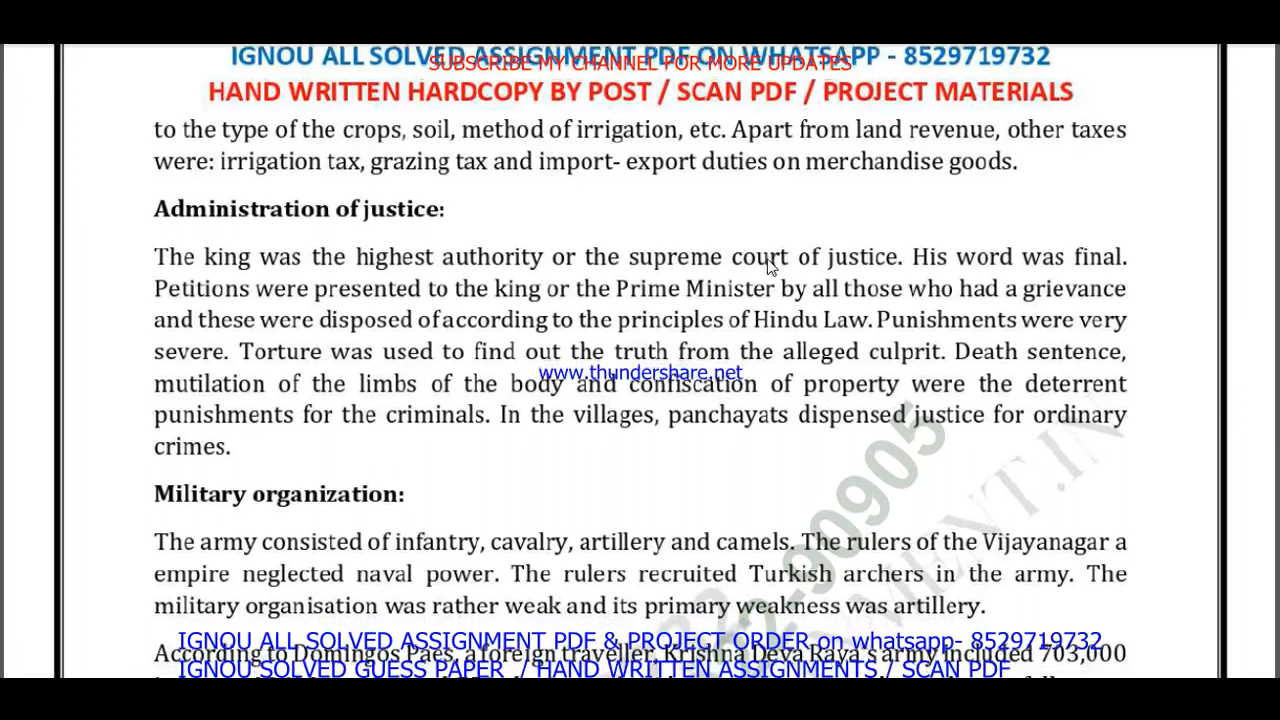 IGNOU ALL SOLVED ASSIGNMENT PDF ON WHATSAPP - 8529719732
SUBSCRIBE MY CHANNEL FOR MORE UPDATES
HAND WRITTEN HARDCOPY BY POST / SCAN PDF / PROJECT MATERIALS
to the type of the crops, soil, method of irrigation, etc. Apart from land revenue, other taxes
were: irrigation tax, grazing tax and import- export duties on merchandise goods.
Administration of justice:
The king was the highest authority or the supreme court of justice. His word was final.
Petitions were presented to the king or the Prime Minister by all those who had a grievance
and these were disposed of according to the principles of Hindu Law. Punishments were very
severe. Torture was used to find out the truth from the alleged culprit. Death sentence,
www.thundershare.net
mutilation of the limbs of the body and confiscation of property were the deterrent
punishments for the criminals. In the villages, panchayats dispensed justice for ordinary
crimes.
Military organization:
The army consisted of infantry, cavalry, artillery and camels. The rulers of the Vijayanagar a
empire neglected naval power. The rulers recruited Turkish archers in the army. The
military organisation was rather weak and its primary weakness was artillery.
IGNOU ALL SOLVED ASSIGNMENT PDF & PROJECT ORDER on whatsapp- 8529719732
According to Domingos Paes, a foreign traveller, Krishna Deva Raya's army included 703,000
IGNOU SOLVED GUESS PAPER / HAND WRITTEN ASSIGNMENTS / SCAN PDF